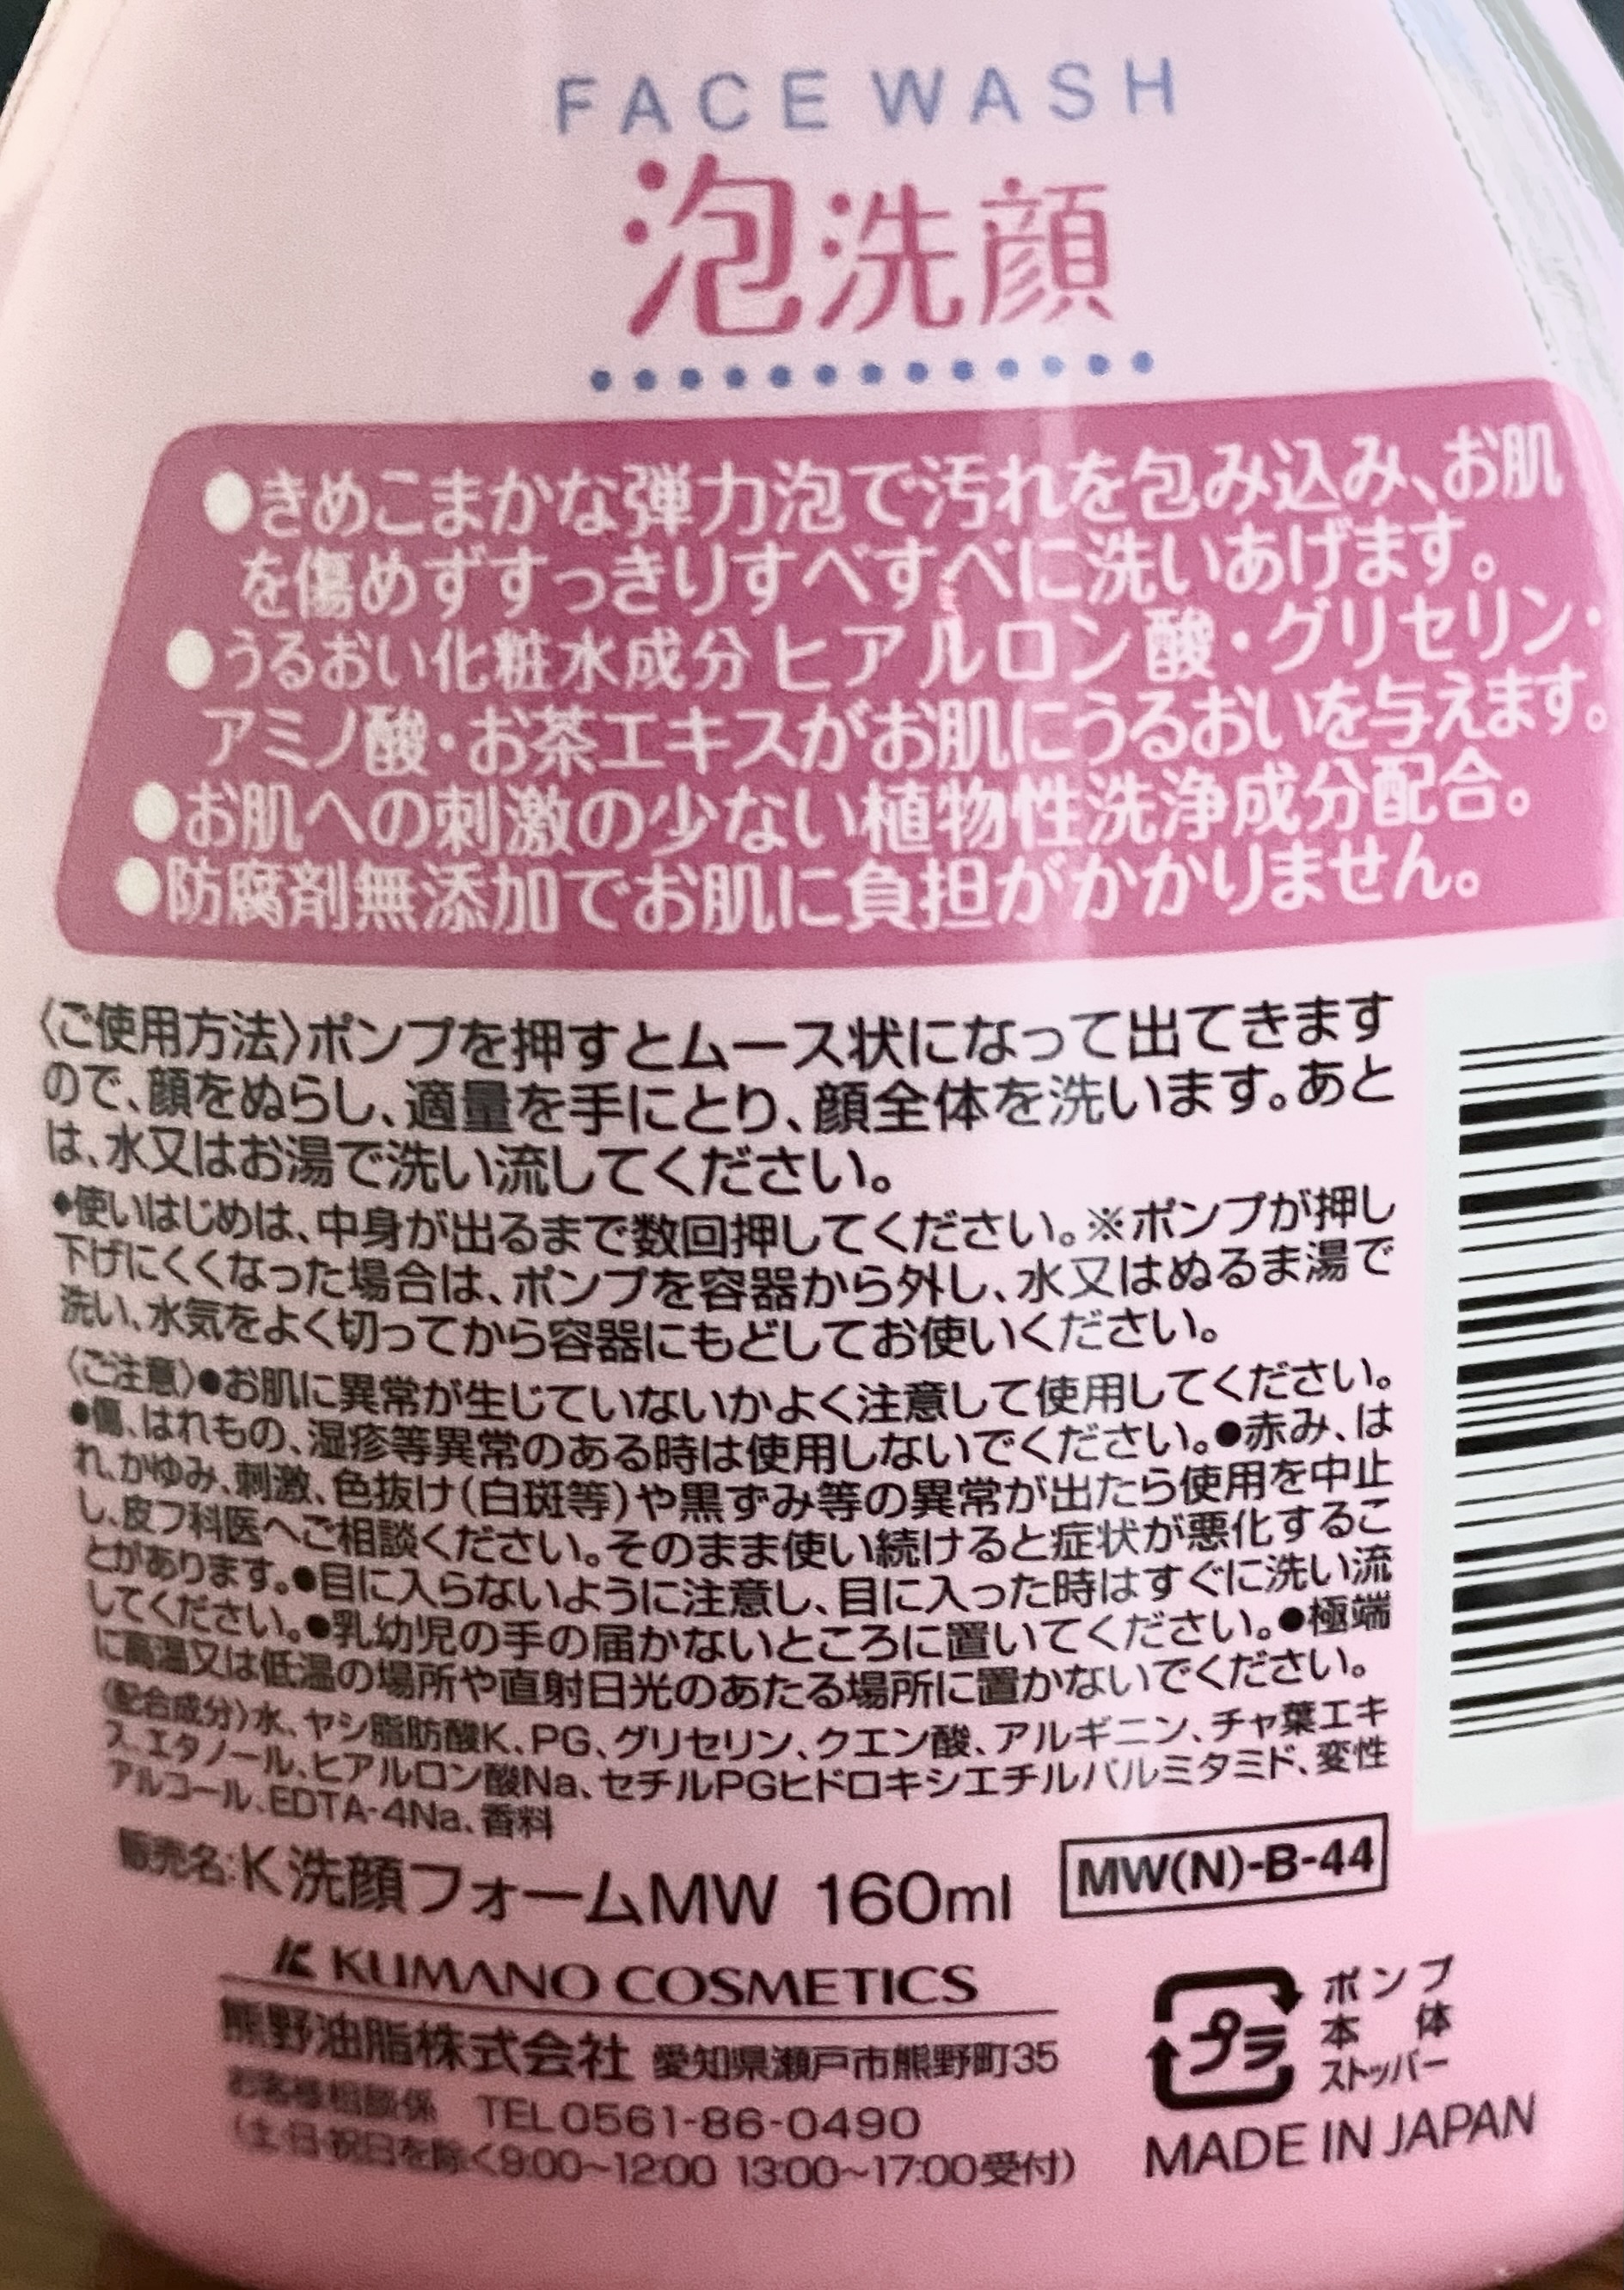 FACE WASH
泡洗顔
●きめこまかな弾力泡で汚れを包み込み、お肌
を傷めずすっきりすべすべに洗いあげます。
●うるおい化粧水成分 ヒアルロン酸・グリセリン・
アミノ酸・お茶エキスがお肌にうるおいを与えます。
●お肌への刺激の少ない植物性洗浄成分配合。
●防腐剤無添加でお肌に負担がかかりません。
〈ご使用方法〉ポンプを押すとムース状になって出てきます
ので、顔をぬらし、適量を手にとり、顔全体を洗います。あと
は、水又はお湯で洗い流してください。
◆使いはじめは、中身が出るまで数回押してください。※ポンプが押し
下げにくくなった場合は、ポンプを容器から外し、水又はぬるま湯で
洗い、水気をよく切ってから容器にもどしてお使いください。
〈ご注意〉●お肌に異常が生じていないかよく注意して使用してください。
●傷、はれもの、湿疹等異常のある時は使用しないでください。●赤み、は
れ、かゆみ、刺激、色抜け(白斑等)や黒ずみ等の異常が出たら使用を中止
し、皮フ科医へご相談ください。そのまま使い続けると症状が悪化するこ
とがあります。●目に入らないように注意し、目に入った時はすぐに洗い流
してください。●乳幼児の手の届かないところに置いてください。●極端
に高温又は低温の場所や直射日光のあたる場所に置かないでください。
〈配合成分〉水、ヤシ脂肪酸K、PG、グリセリン、クエン酸、アルギニン、チャ葉エキ
ス、エタノール、ヒアルロン酸Na、セチルPGヒドロキシエチルパルミタミド、変性
アルコール、EDTA-4Na、香料
販売名:K洗顔フォームMW 160ml
MW(N)-B-44
KUMANO COSMETICS
熊野油脂株式会社 愛知県瀬戸市熊野町35
お客様相談係 TEL0561-86-0490
(土・日・祝日を除く9:00~12:00 13:00~17:00受付)
プラ
ポンプ
本体
ストッパー
MADE IN JAPAN